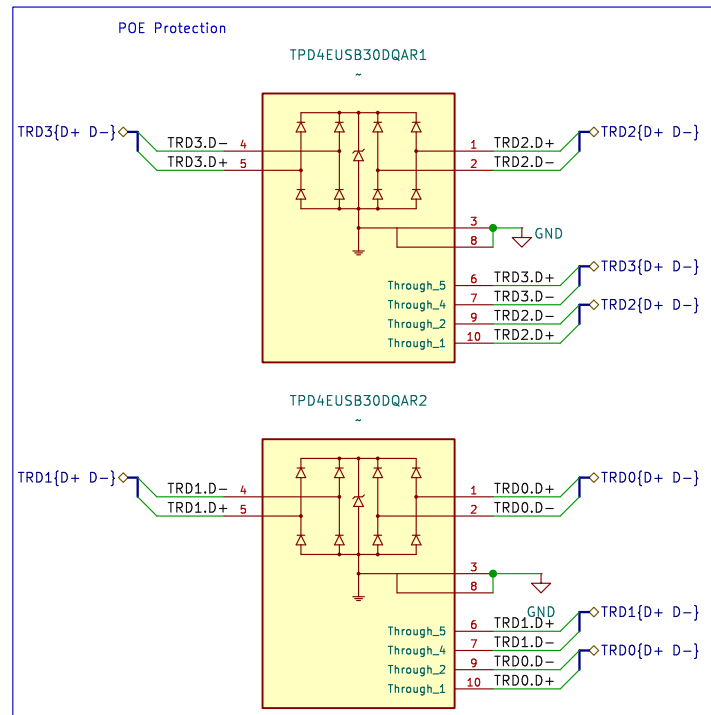 POE Protection
TPD4EUSB30DQAR1
~
TRD3{D+ D-}
TRD3.D- 4
TRD3.D+ 5
1 TRD2.D+
2 TRD2.D-
TRD2{D+ D-}
3
8
GND
Through_5 6 TRD3.D+
Through_4 7 TRD3.D-
TRD3{D+ D-}
Through_2 9 TRD2.D-
Through_1 10 TRD2.D+
TRD2{D+ D-}
TPD4EUSB30DQAR2
~
TRD1{D+ D-}
TRD1.D- 4
TRD1.D+ 5
1 TRD0.D+
2 TRD0.D-
TRD0{D+ D-}
3
8
GND
Through_5 6 TRD1.D+
Through_4 7 TRD1.D-
TRD1{D+ D-}
Through_2 9 TRD0.D-
Through_1 10 TRD0.D+
TRD0{D+ D-}